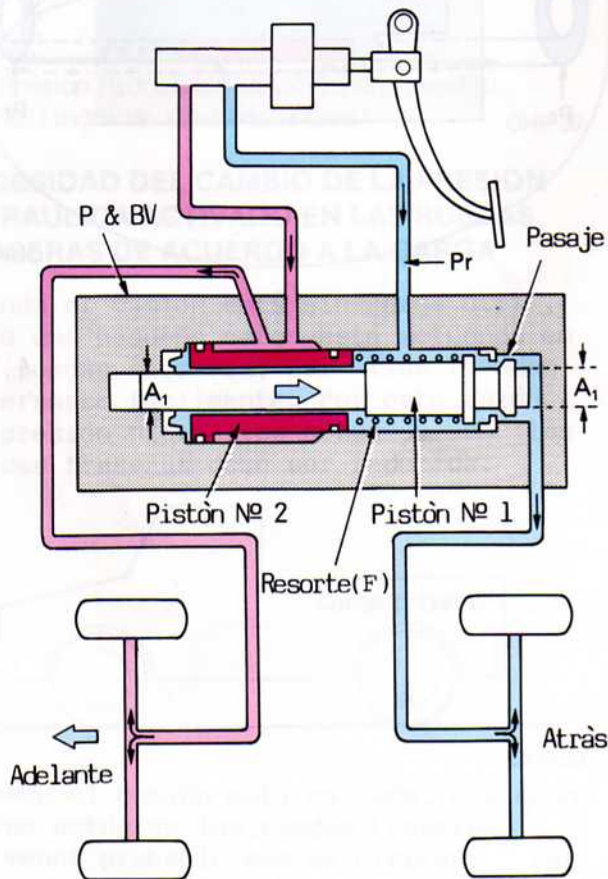 P & BV
Pr
Pasaje
A₁
A₁
Pistòn Nº 2
Pistòn Nº 1
Resorte(F)
Adelante
Atràs